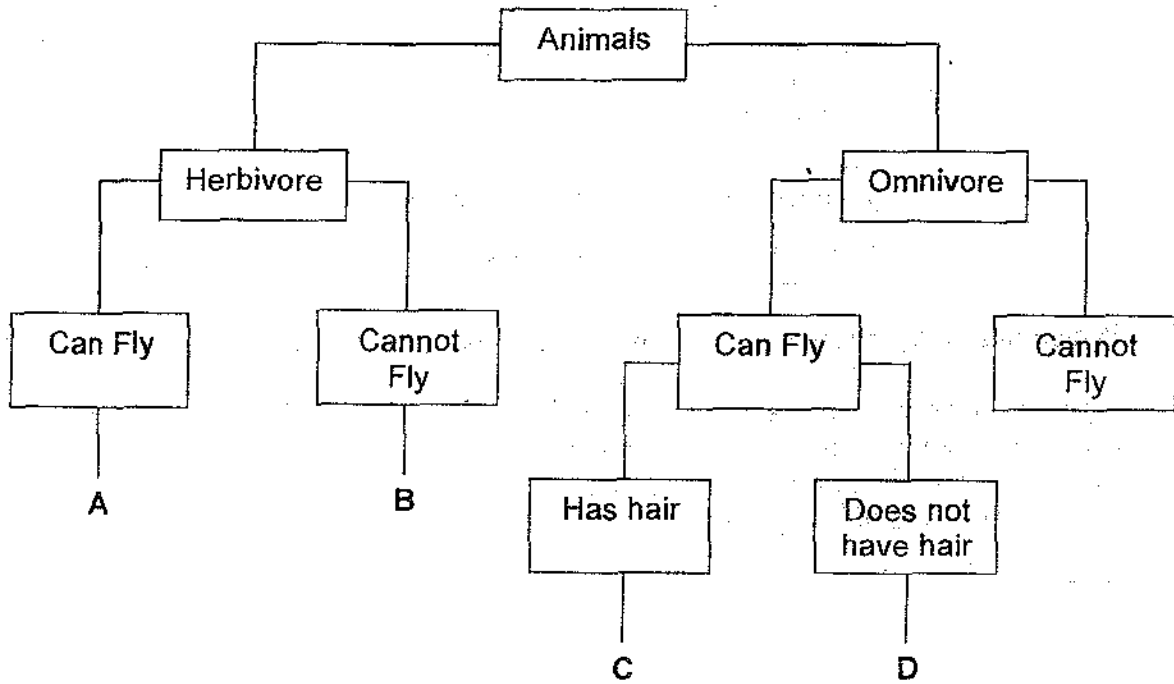 Animals
Herbivore
Omnivore
Can Fly
Cannot
Fly
Can Fly
Cannot
Fly
A
B
Has hair
Does not
have hair
C
D